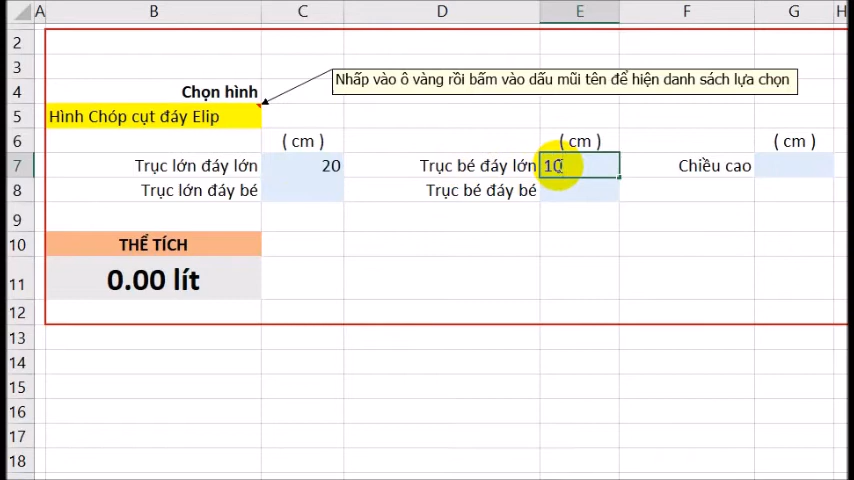 A B C D E F G H
2
3
Nhấp vào ô vàng rồi bấm vào dấu mũi tên để hiện danh sách lựa chọn
4 Chọn hình
5 Hình Chóp cụt đáy Elip
6 ( cm ) ( cm ) ( cm )
7 Trục lớn đáy lớn 20 Trục bé đáy lớn 10 Chiều cao
8 Trục lớn đáy bé Trục bé đáy bé
9
10 THỂ TÍCH
11 0.00 lít
12
13
14
15
16
17
18